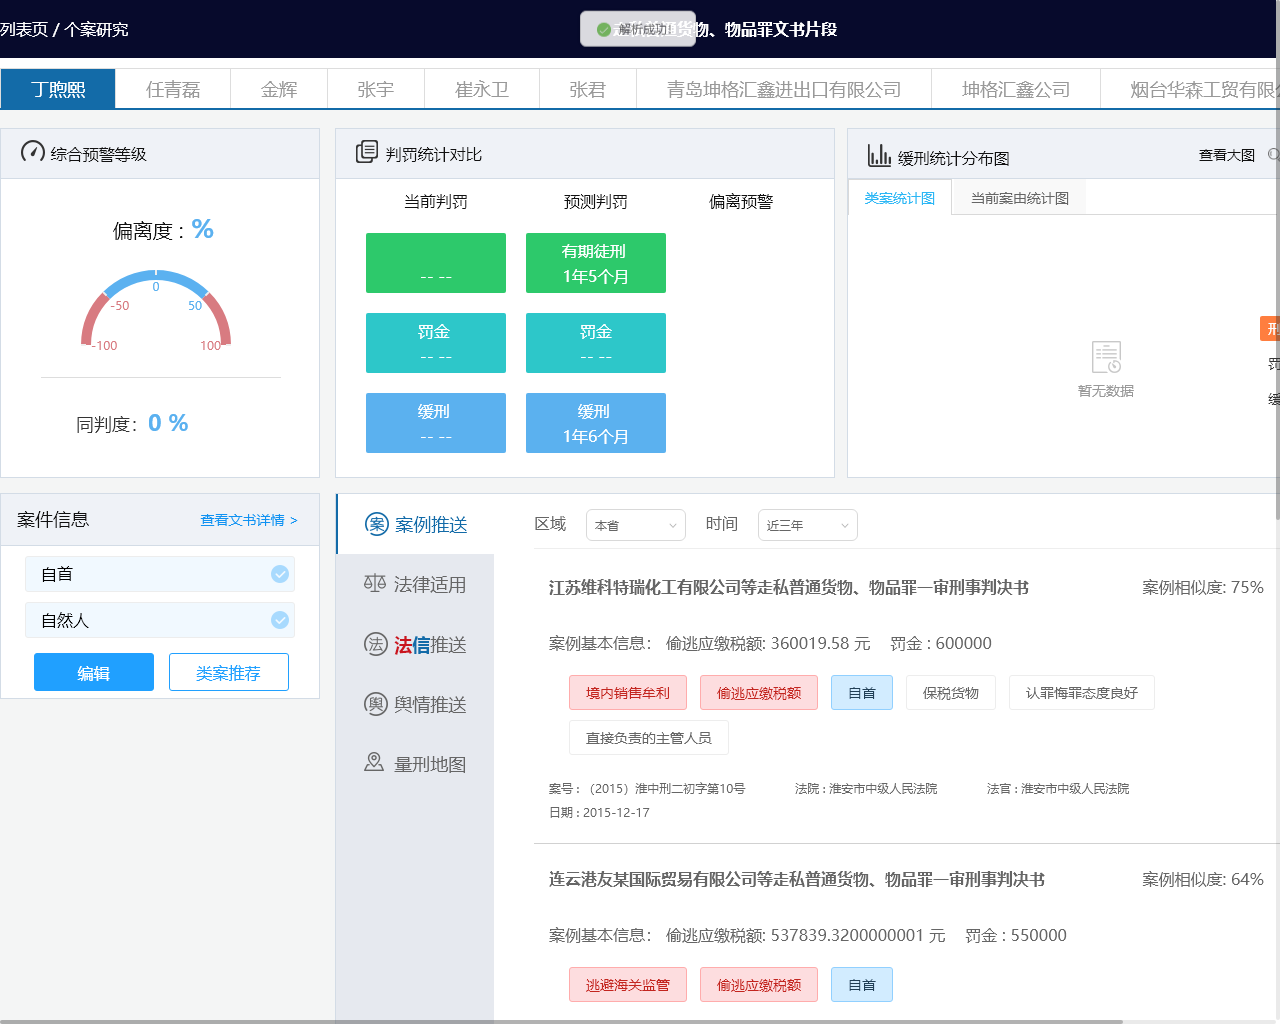 列表页 / 个案研究
解析成功!
货物、物品罪文书片段
丁煦熙 任青磊 金辉 张宇 崔永卫 张君 青岛坤格汇鑫进出口有限公司 坤格汇鑫公司 烟台华森工贸有限公
综合预警等级
偏离度 : %
0
-50 50
-100 100
同判度: 0 %
判罚统计对比
当前判罚 预测判罚 偏离预警
-- --
有期徒刑
1年5个月
罚金
-- --
罚金
-- --
缓刑
-- --
缓刑
1年6个月
缓刑统计分布图 查看大图
类案统计图 当前案由统计图
暂无数据
刑
罚
缓
案件信息 查看文书详情 >
自首
自然人
编辑 类案推荐
案 案例推送
法律适用
法 法信推送
舆 舆情推送
量刑地图
区域 本省 时间 近三年
江苏维科特瑞化工有限公司等走私普通货物、物品罪一审刑事判决书 案例相似度: 75%
案例基本信息: 偷逃应缴税额: 360019.58 元 罚金 : 600000
境内销售牟利 偷逃应缴税额 自首 保税货物 认罪悔罪态度良好
直接负责的主管人员
案号 : （2015）淮中刑二初字第10号 法院 : 淮安市中级人民法院 法官 : 淮安市中级人民法院
日期 : 2015-12-17
连云港友某国际贸易有限公司等走私普通货物、物品罪一审刑事判决书 案例相似度: 64%
案例基本信息: 偷逃应缴税额: 537839.3200000001 元 罚金 : 550000
逃避海关监管 偷逃应缴税额 自首